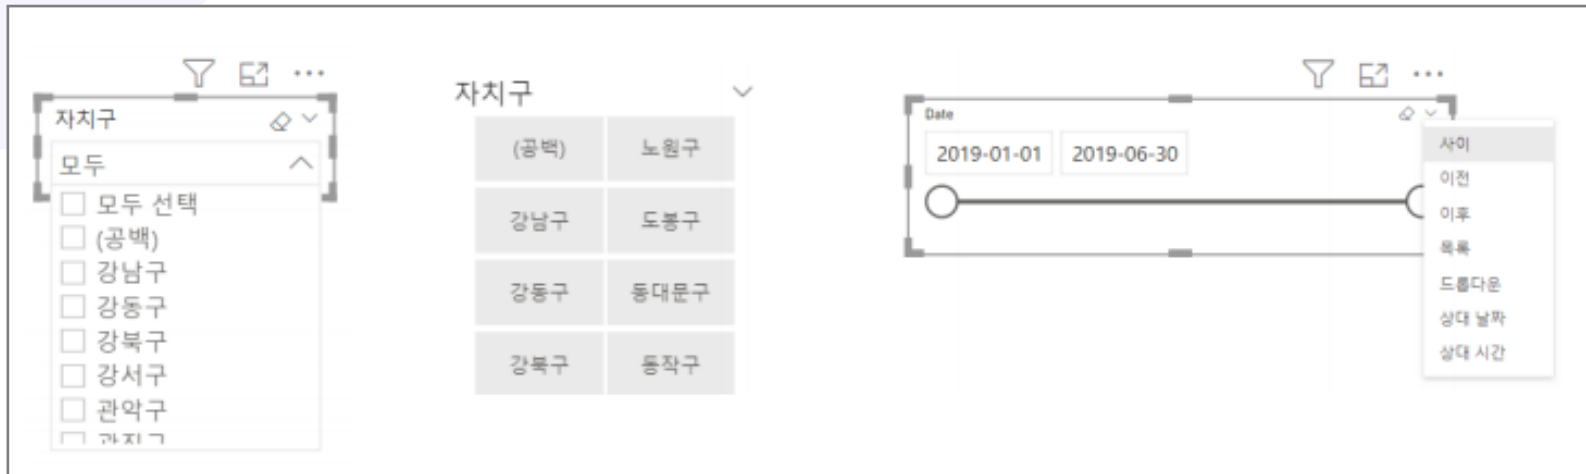 자치구
모두
모두 선택
(공백)
강남구
강동구
강북구
강서구
관악구
광진구
자치구
(공백) 노원구
강남구 도봉구
강동구 동대문구
강북구 동작구
Date
2019-01-01 2019-06-30
사이
이전
이후
목록
드롭다운
상대 날짜
상대 시간